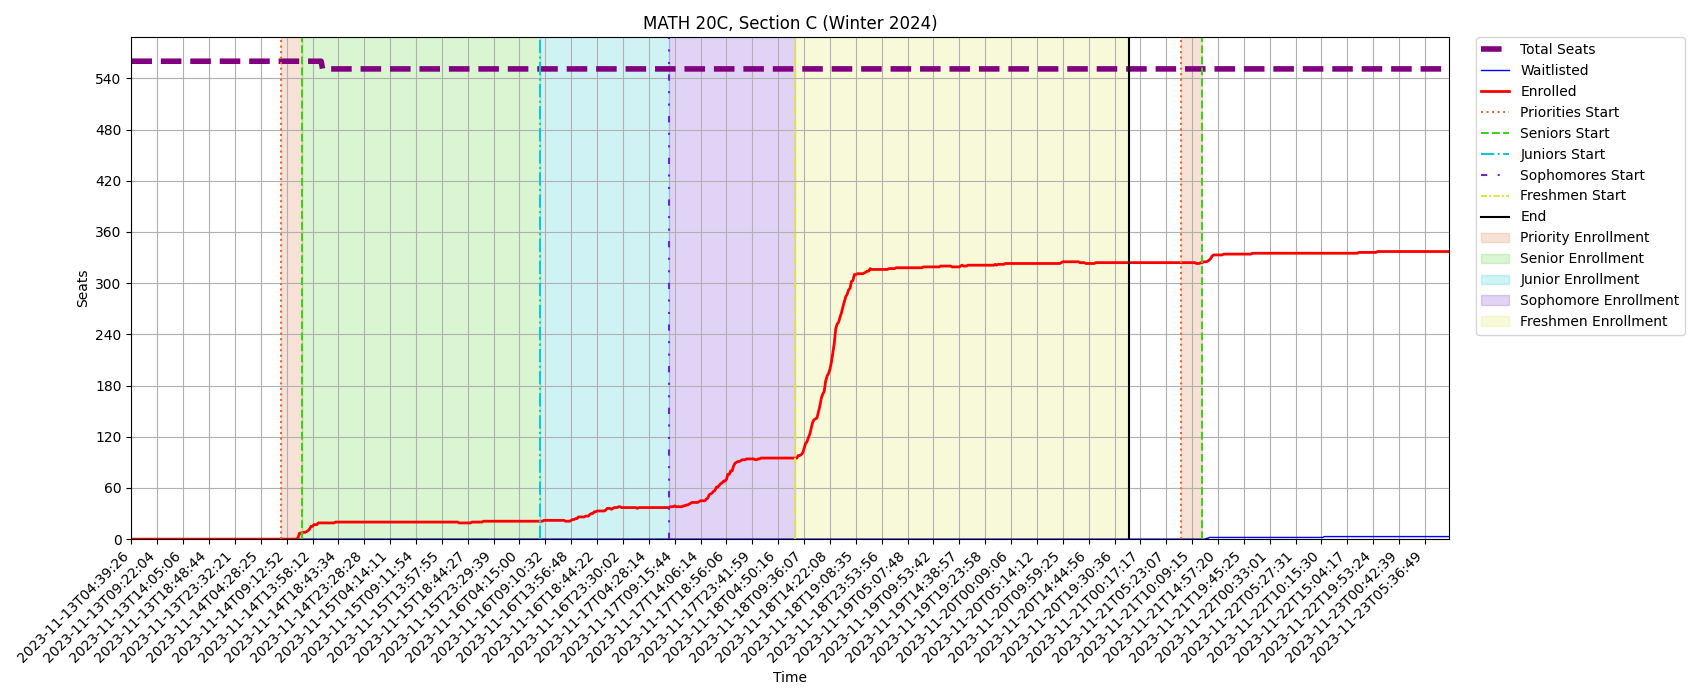 MATH 20C, Section C (Winter 2024)
Seats
540
480
420
360
300
240
180
120
60
0
2023-11-13T04:39:26
2023-11-13T09:22:04
2023-11-13T14:05:06
2023-11-13T18:48:44
2023-11-13T23:32:21
2023-11-14T04:28:25
2023-11-14T09:12:52
2023-11-14T13:58:12
2023-11-14T18:43:34
2023-11-14T23:28:28
2023-11-15T04:14:11
2023-11-15T09:11:54
2023-11-15T13:57:55
2023-11-15T18:44:27
2023-11-15T23:29:39
2023-11-16T04:15:00
2023-11-16T09:10:32
2023-11-16T13:56:48
2023-11-16T18:44:22
2023-11-16T23:30:02
2023-11-17T04:28:14
2023-11-17T09:15:44
2023-11-17T14:06:14
2023-11-17T18:56:06
2023-11-17T23:41:59
2023-11-18T04:50:16
2023-11-18T09:36:07
2023-11-18T14:22:08
2023-11-18T19:08:35
2023-11-18T23:53:56
2023-11-19T05:07:48
2023-11-19T09:53:42
2023-11-19T14:38:57
2023-11-19T19:23:58
2023-11-20T00:09:06
2023-11-20T05:14:12
2023-11-20T09:59:25
2023-11-20T14:44:56
2023-11-20T19:30:36
2023-11-21T00:17:17
2023-11-21T05:23:07
2023-11-21T10:09:15
2023-11-21T14:57:20
2023-11-21T19:45:25
2023-11-22T00:33:01
2023-11-22T05:27:31
2023-11-22T10:15:30
2023-11-22T15:04:17
2023-11-22T19:53:24
2023-11-23T00:42:39
2023-11-23T05:36:49
Time
Total Seats
Waitlisted
Enrolled
Priorities Start
Seniors Start
Juniors Start
Sophomores Start
Freshmen Start
End
Priority Enrollment
Senior Enrollment
Junior Enrollment
Sophomore Enrollment
Freshmen Enrollment